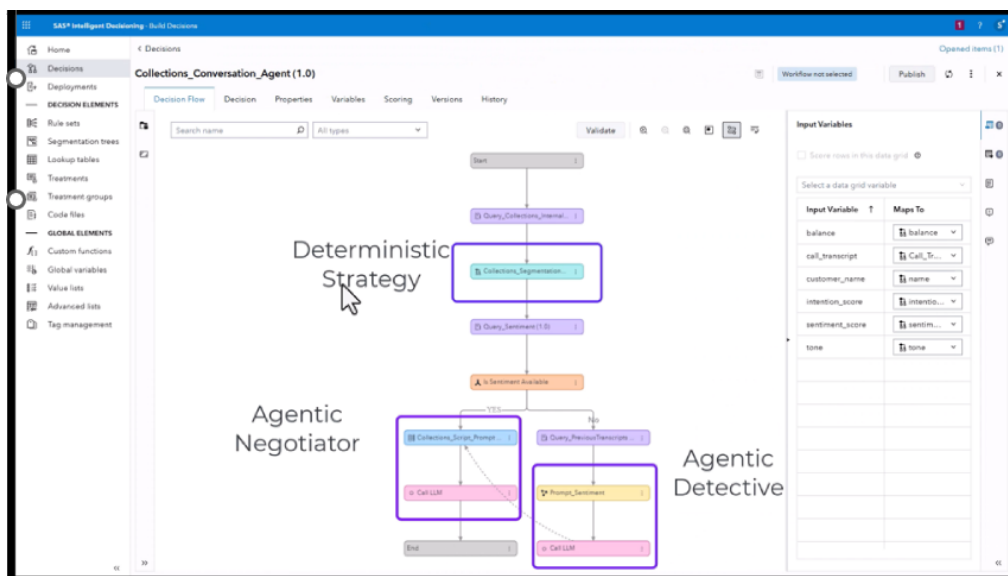 SAS® Intelligent Decisioning - Build Decisions
1
?
S
Home
Decisions
Deployments
DECISION ELEMENTS
Rule sets
Segmentation trees
Lookup tables
Treatments
Treatment groups
Code files
GLOBAL ELEMENTS
Custom functions
Global variables
Value lists
Advanced lists
Tag management
< Decisions
Opened items (1)
Collections_Conversation_Agent (1.0)
Workflow not selected
Publish
Decision Flow
Decision
Properties
Variables
Scoring
Versions
History
Search name
All types
Validate
Start
Query_Collections_Internal...
Collections_Segmentation...
Query_Sentiment (1.0)
Is Sentiment Available
YES
No
Collections_Script_Prompt...
Query_PreviousTranscripts...
Call LLM
Prompt_Sentiment
End
Call LLM
Deterministic
Strategy
Agentic
Negotiator
Agentic
Detective
Input Variables
Score rows in this data grid
Select a data grid variable
Input Variable ↑ Maps To
balance balance
call_transcript Call_Tr...
customer_name name
intention_score intentio...
sentiment_score sentim...
tone tone